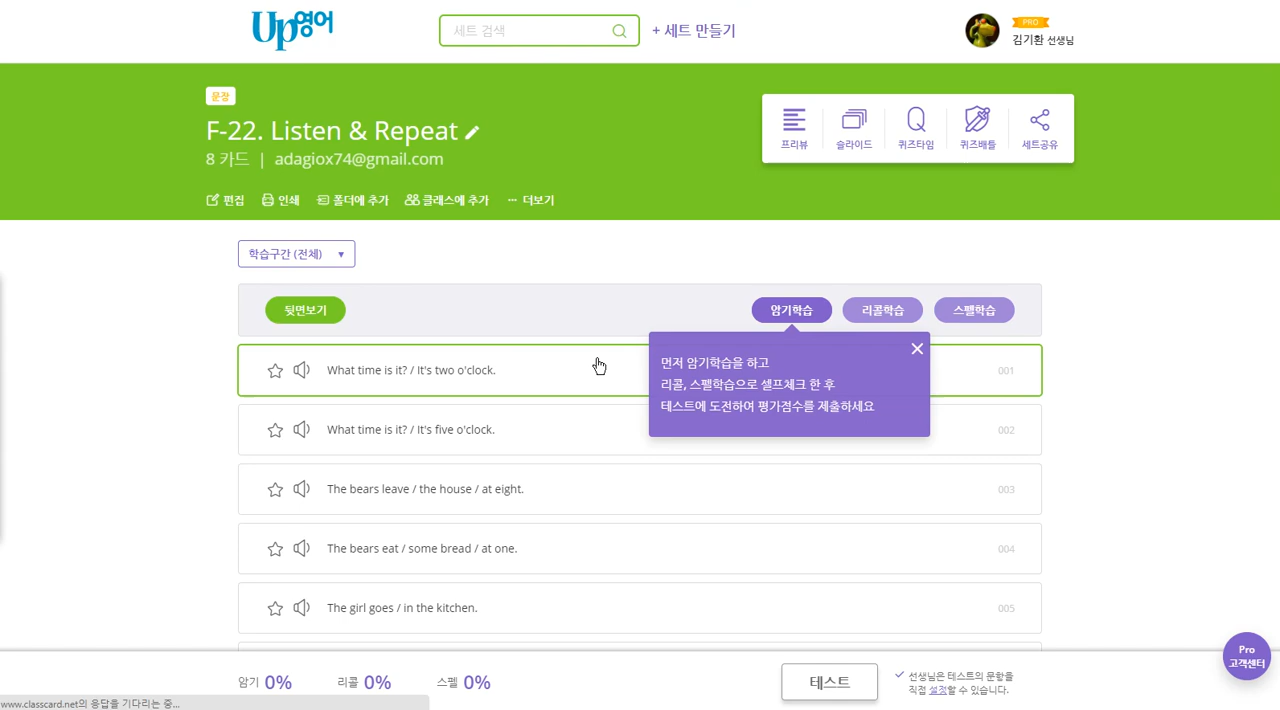 Up영어
세트 검색
+ 세트 만들기
PRO
김기환 선생님
문장
F-22. Listen & Repeat
8 카드 | adagiox74@gmail.com
프리뷰
슬라이드
퀴즈타임
퀴즈배틀
세트공유
편집
인쇄
폴더에 추가
클래스에 추가
··· 더보기
학습구간 (전체) ▼
뒷면보기
암기학습
리콜학습
스펠학습
먼저 암기학습을 하고
리콜, 스펠학습으로 셀프체크 한 후
테스트에 도전하여 평가점수를 제출하세요
What time is it? / It's two o'clock.
001
What time is it? / It's five o'clock.
002
The bears leave / the house / at eight.
003
The bears eat / some bread / at one.
004
The girl goes / in the kitchen.
005
암기 0%
리콜 0%
스펠 0%
테스트
선생님은 테스트의 문항을
직접 설정할 수 있습니다.
Pro
고객센터
www.classcard.net의 응답을 기다리는 중...